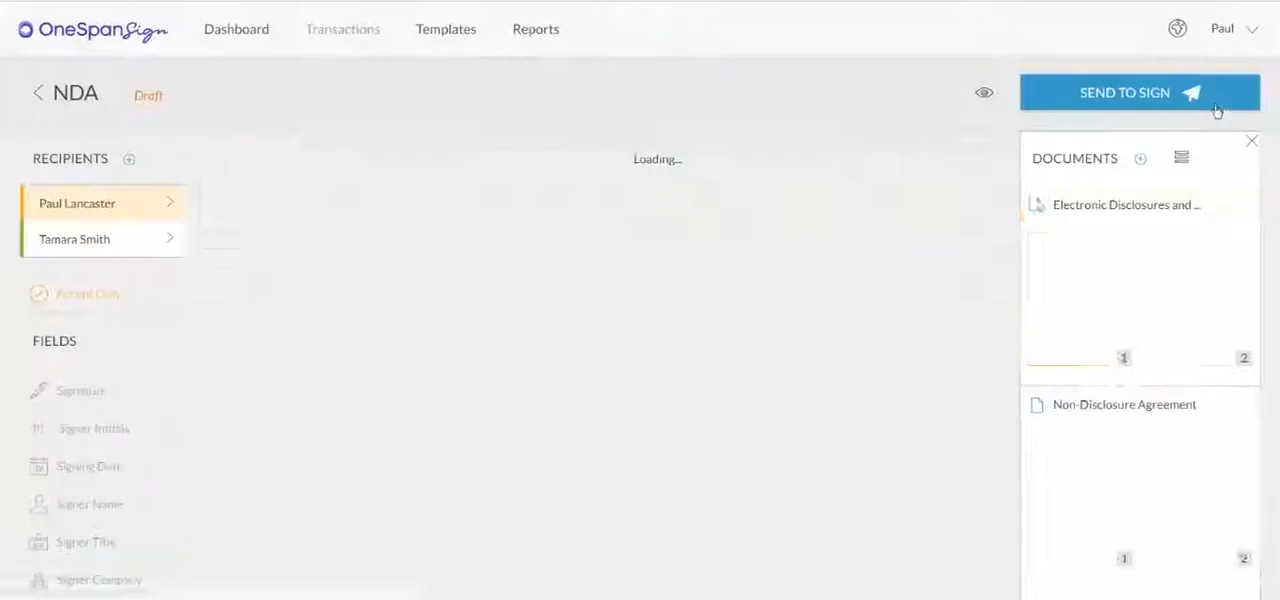 OneSpanSign Dashboard Transactions Templates Reports Paul
NDA Draft SEND TO SIGN
RECIPIENTS
Paul Lancaster
Tamara Smith
Accept Only
FIELDS
Signature
Signer Initials
Signing Date
Signer Name
Signer Title
Signer Company
Loading...
DOCUMENTS
Electronic Disclosures and ...
1 2
Non-Disclosure Agreement
1 2